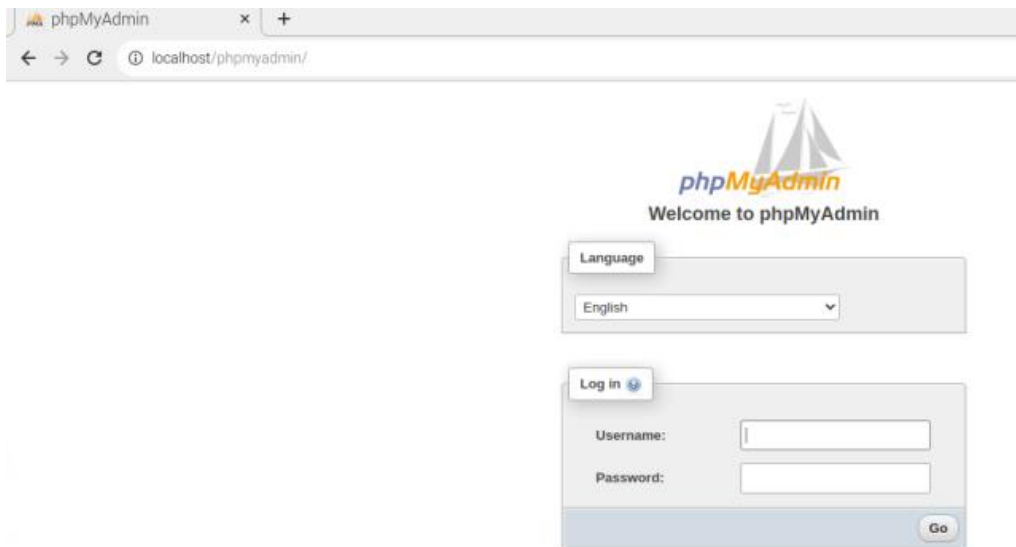 phpMyAdmin × +
localhost/phpmyadmin/
phpMyAdmin
Welcome to phpMyAdmin
Language
English
Log in
Username:
Password:
Go